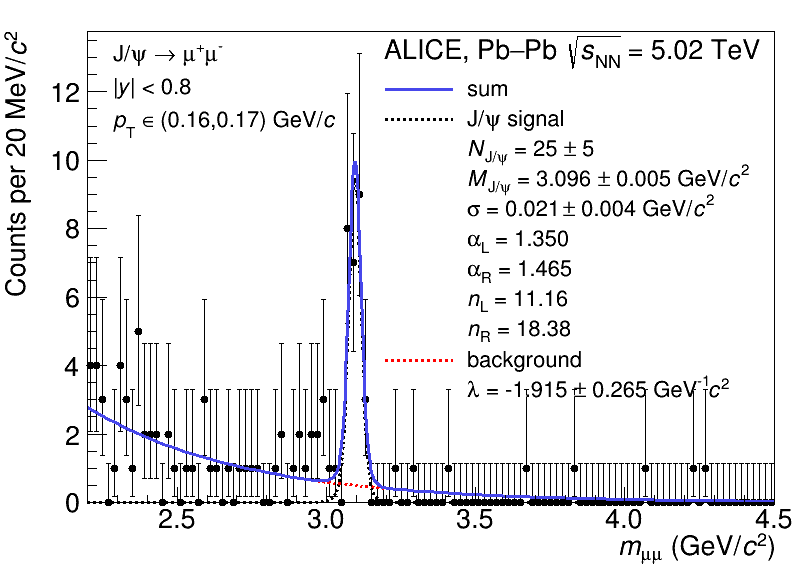 J/ψ → μ⁺μ⁻
|y| < 0.8
p_T ∈ (0.16,0.17) GeV/c
ALICE, Pb–Pb √s_NN = 5.02 TeV
sum
J/ψ signal
N_J/ψ = 25 ± 5
M_J/ψ = 3.096 ± 0.005 GeV/c²
σ = 0.021 ± 0.004 GeV/c²
α_L = 1.350
α_R = 1.465
n_L = 11.16
n_R = 18.38
background
λ = -1.915 ± 0.265 GeV⁻¹c²
Counts per 20 MeV/c²
12
10
8
6
4
2
0
2.5 3.0 3.5 4.0 4.5
m_μμ (GeV/c²)